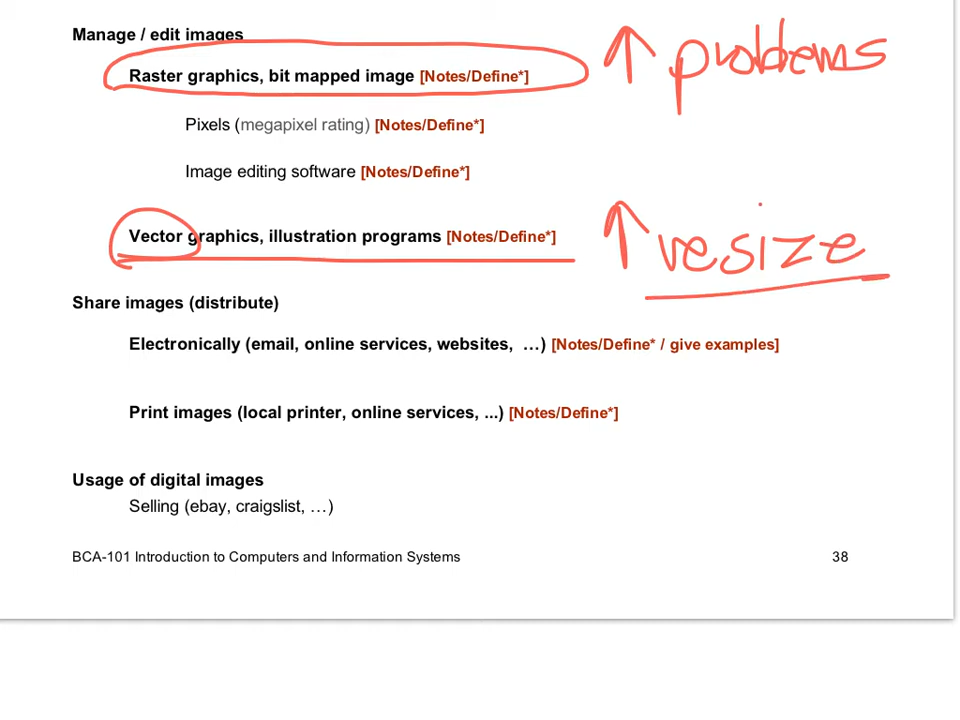 Manage / edit images
Raster graphics, bit mapped image [Notes/Define*]
↑ problems
Pixels (megapixel rating) [Notes/Define*]
Image editing software [Notes/Define*]
Vector graphics, illustration programs [Notes/Define*]
↑ resize
Share images (distribute)
Electronically (email, online services, websites, …) [Notes/Define* / give examples]
Print images (local printer, online services, ...) [Notes/Define*]
Usage of digital images
Selling (ebay, craigslist, …)
BCA-101 Introduction to Computers and Information Systems 38